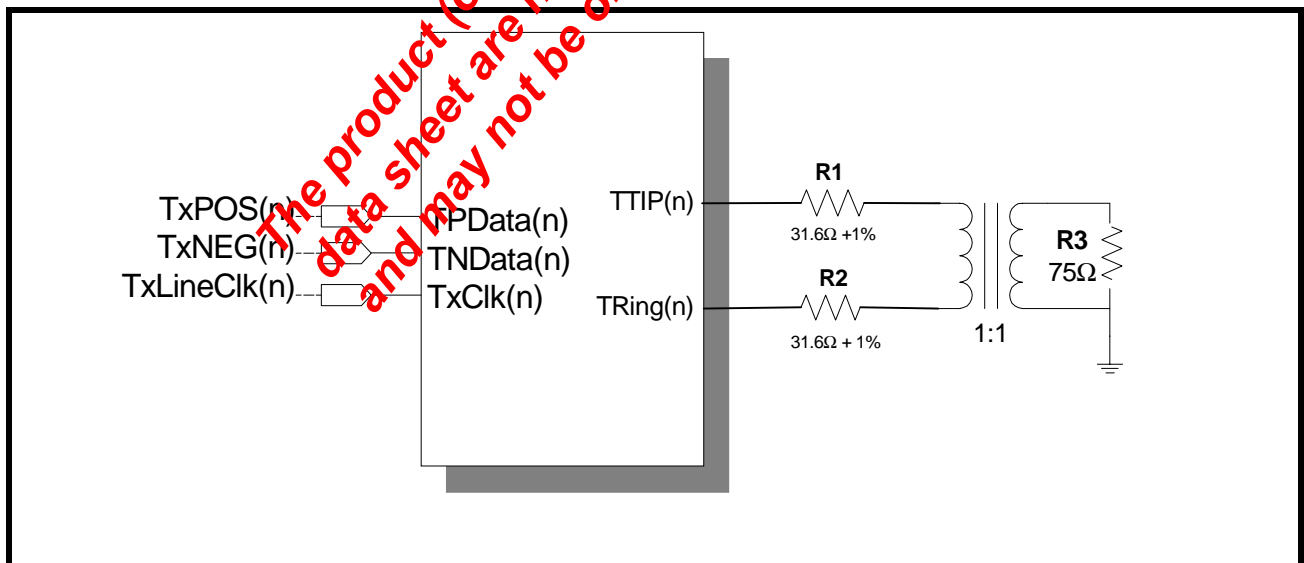 The product (
data sheet are
and may not be
TxPOS(n)
TxNEG(n)
TxLineClk(n)
TPData(n)
TNData(n)
TxClk(n)
TTIP(n)
TRing(n)
R1
31.6Ω +1%
R2
31.6Ω + 1%
1:1
R3
75Ω